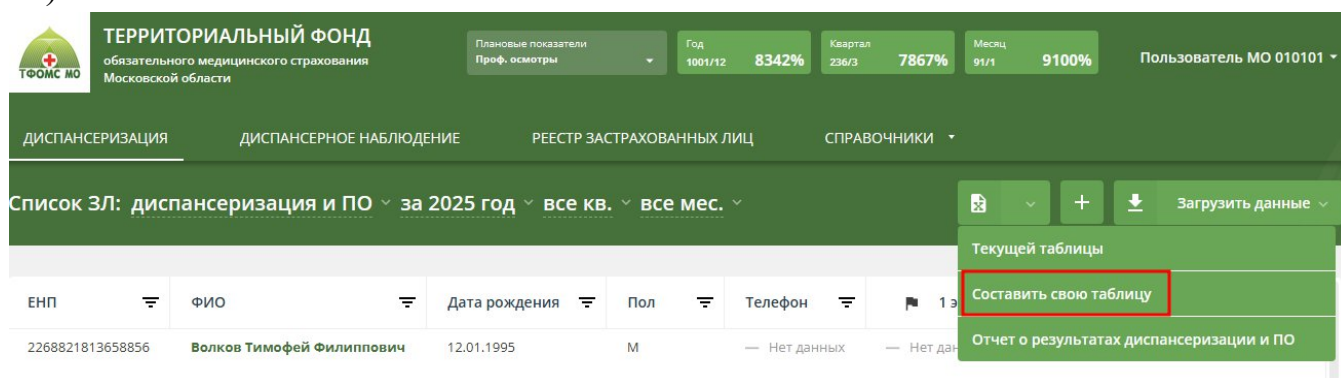 ТЕРРИТОРИАЛЬНЫЙ ФОНД
обязательного медицинского страхования
Московской области
ТФОМС МО
Плановые показатели
Проф. осмотры
Год
1001/12 8342%
Квартал
236/3 7867%
Месяц
91/1 9100%
Пользователь МО 010101
ДИСПАНСЕРИЗАЦИЯ ДИСПАНСЕРНОЕ НАБЛЮДЕНИЕ РЕЕСТР ЗАСТРАХОВАННЫХ ЛИЦ СПРАВОЧНИКИ
Список ЗЛ: диспансеризация и ПО за 2025 год все кв. все мес.
Загрузить данные
Текущей таблицы
Составить свою таблицу
Отчет о результатах диспансеризации и ПО
ЕНП ФИО Дата рождения Пол Телефон 1 э
2268821813658856 Волков Тимофей Филиппович 12.01.1995 М — Нет данных — Нет дан